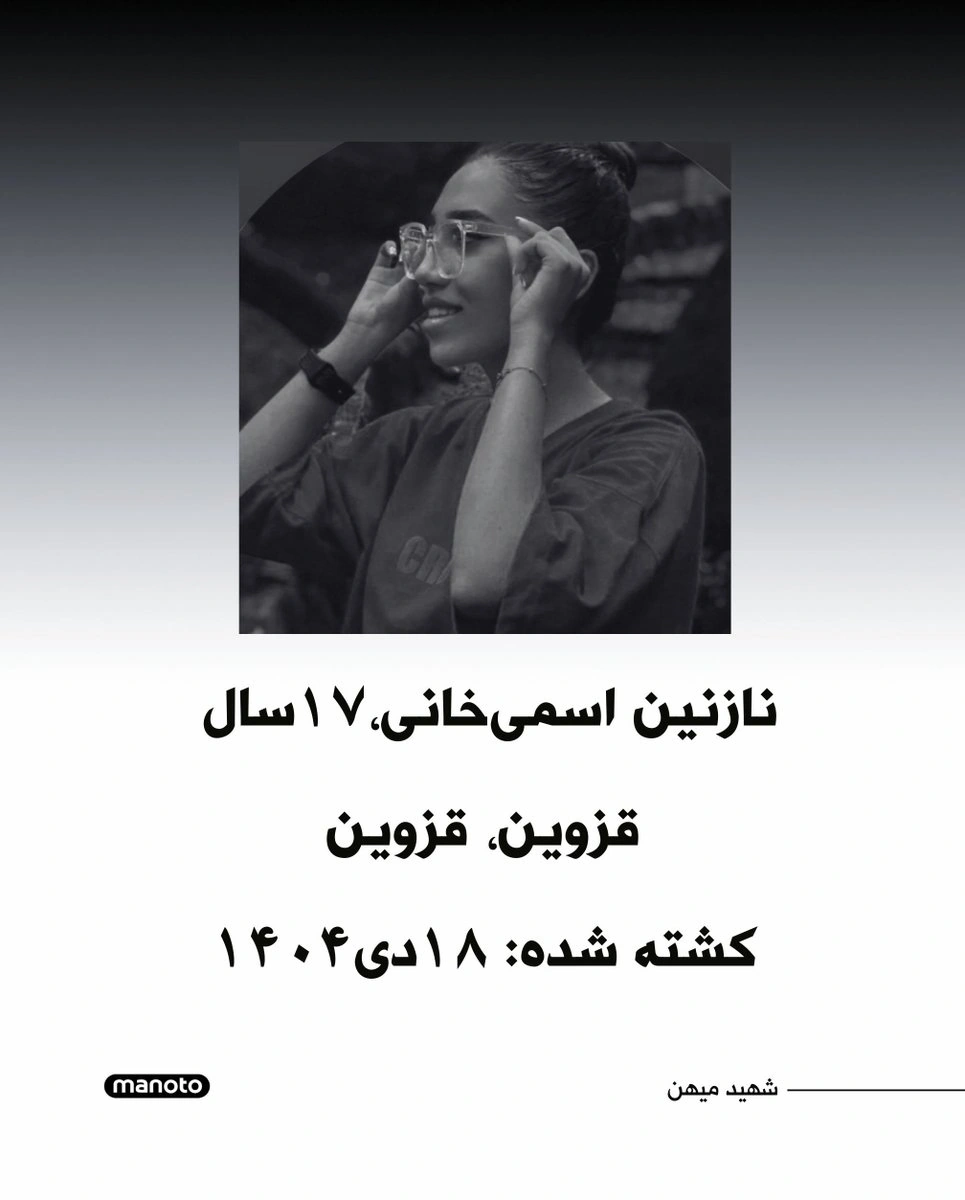 نازنین اسمی‌خانی،۱۷سال
قزوین، قزوین
کشته شده: ۱۸دی۱۴۰۴
شهید میهن
manoto